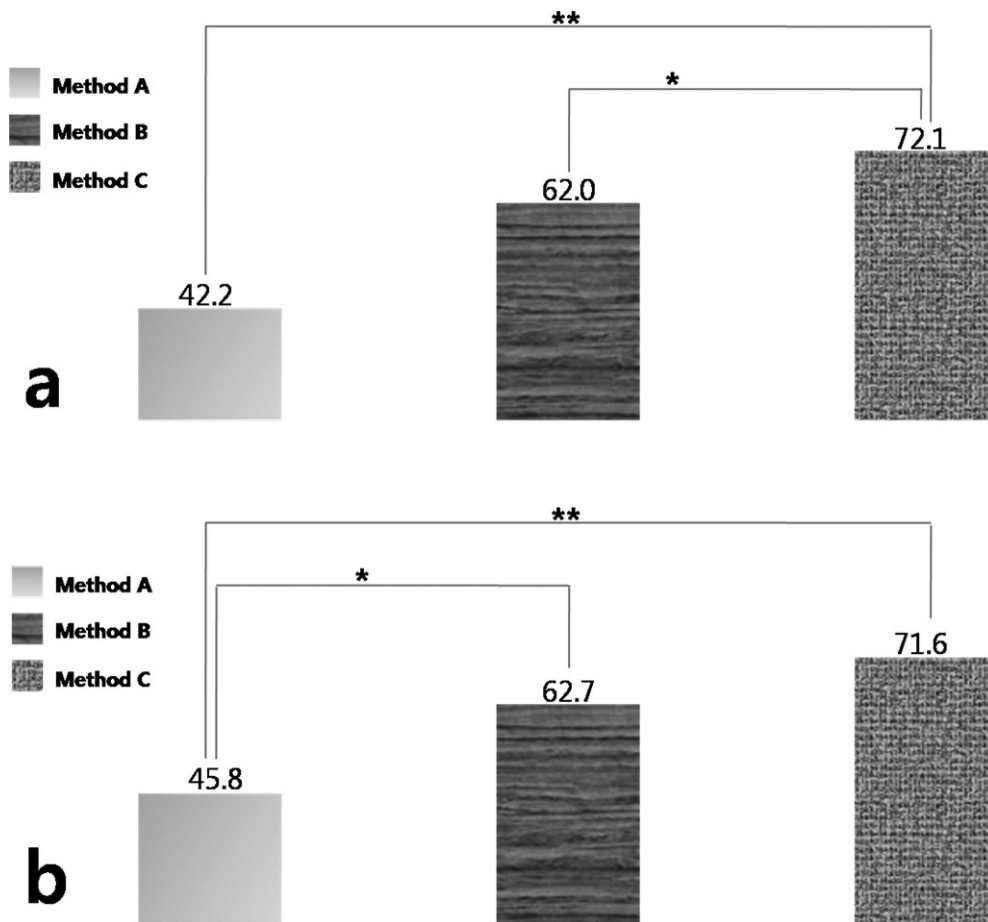 **
Method A
*
Method B
72.1
Method C
62.0
42.2
a
**
Method A
*
Method B
71.6
Method C
62.7
45.8
b